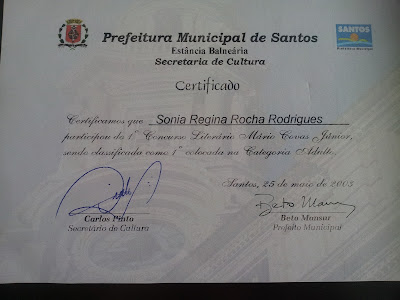 Prefeitura Municipal de Santos
Estância Balneária
Secretaria de Cultura
SANTOS
Certificado
Certificamos que Sonia Regina Rocha Rodrigues
participou do 1º Concurso Literário Mário Covas Júnior,
sendo classificada como 1ª colocada na Categoria Adulto.
Santos, 25 de maio de 2003
Beto Mansur
Carlos Pinto
Secretário de Cultura
Beto Mansur
Prefeito Municipal